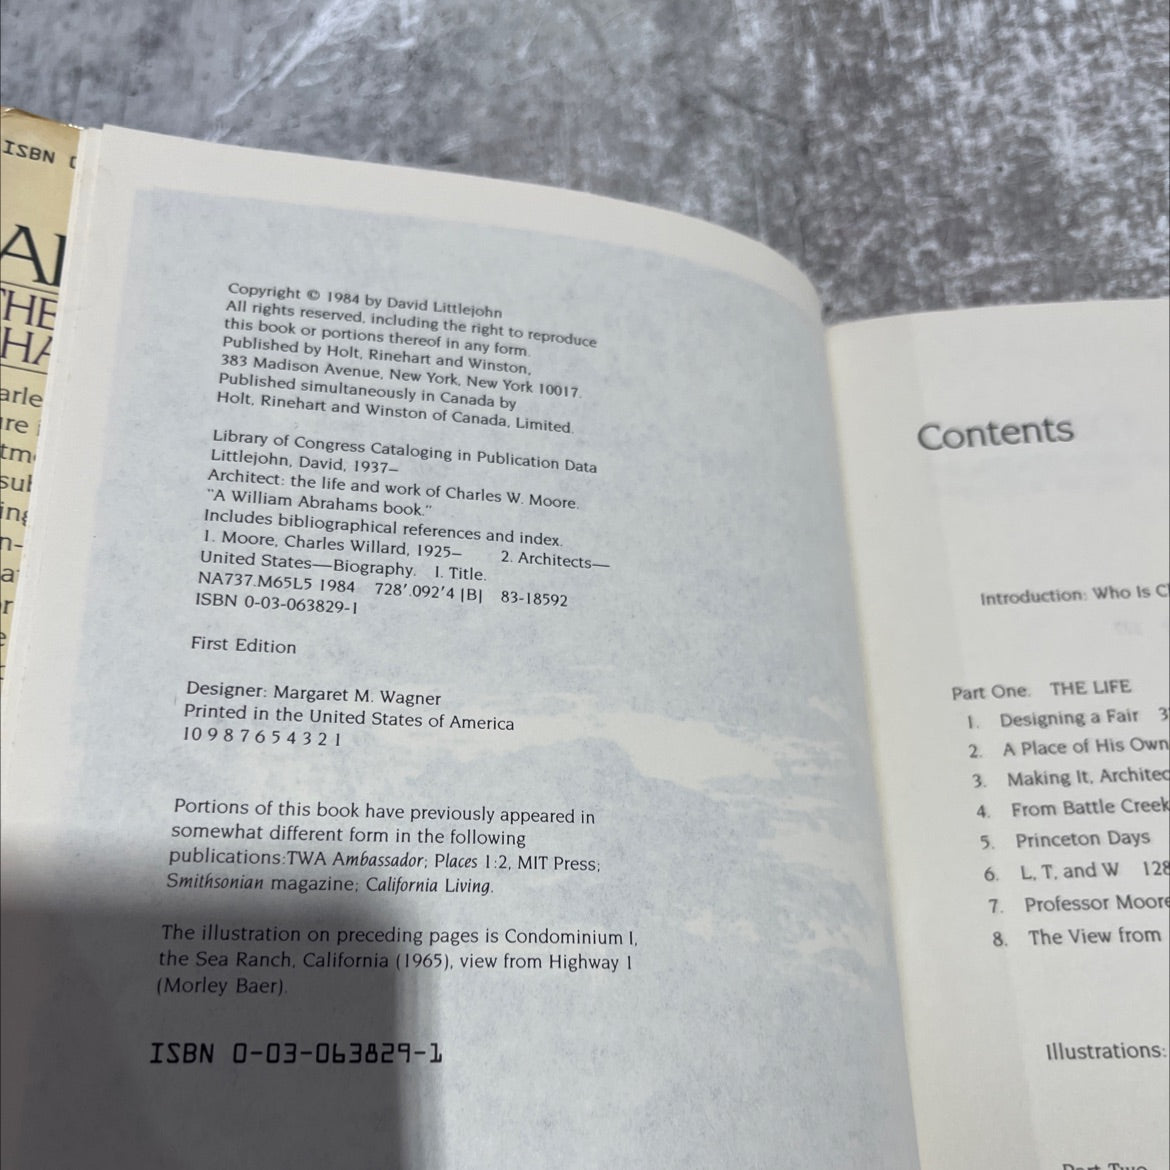 ISBN
THE
Copyright © 1984 by David Littlejohn
All rights reserved, including the right to reproduce
this book or portions thereof in any form.
Published by Holt, Rinehart and Winston,
383 Madison Avenue, New York, New York 10017.
Published simultaneously in Canada by
Holt, Rinehart and Winston of Canada, Limited.
Library of Congress Cataloging in Publication Data
Littlejohn, David, 1937–
Architect: the life and work of Charles W. Moore.
"A William Abrahams book."
Includes bibliographical references and index.
1. Moore, Charles Willard, 1925– 2. Architects—
United States—Biography. I. Title.
NA737.M65L5 1984 728'.092'4 [B] 83-18592
ISBN 0-03-063829-1
First Edition
Designer: Margaret M. Wagner
Printed in the United States of America
10 9 8 7 6 5 4 3 2 1
Portions of this book have previously appeared in
somewhat different form in the following
publications:TWA Ambassador; Places 1:2, MIT Press;
Smithsonian magazine; California Living.
The illustration on preceding pages is Condominium I,
the Sea Ranch, California (1965), view from Highway 1
(Morley Baer).
ISBN 0-03-063829-1
Contents
Introduction: Who Is
Part One. THE LIFE
1. Designing a Fair
2. A Place of His Own
3. Making It,
4. From Battle Creek
5. Princeton Days
6. L, T, and W 128
7. Professor Moore
8. The View from
Illustrations:
Part Two